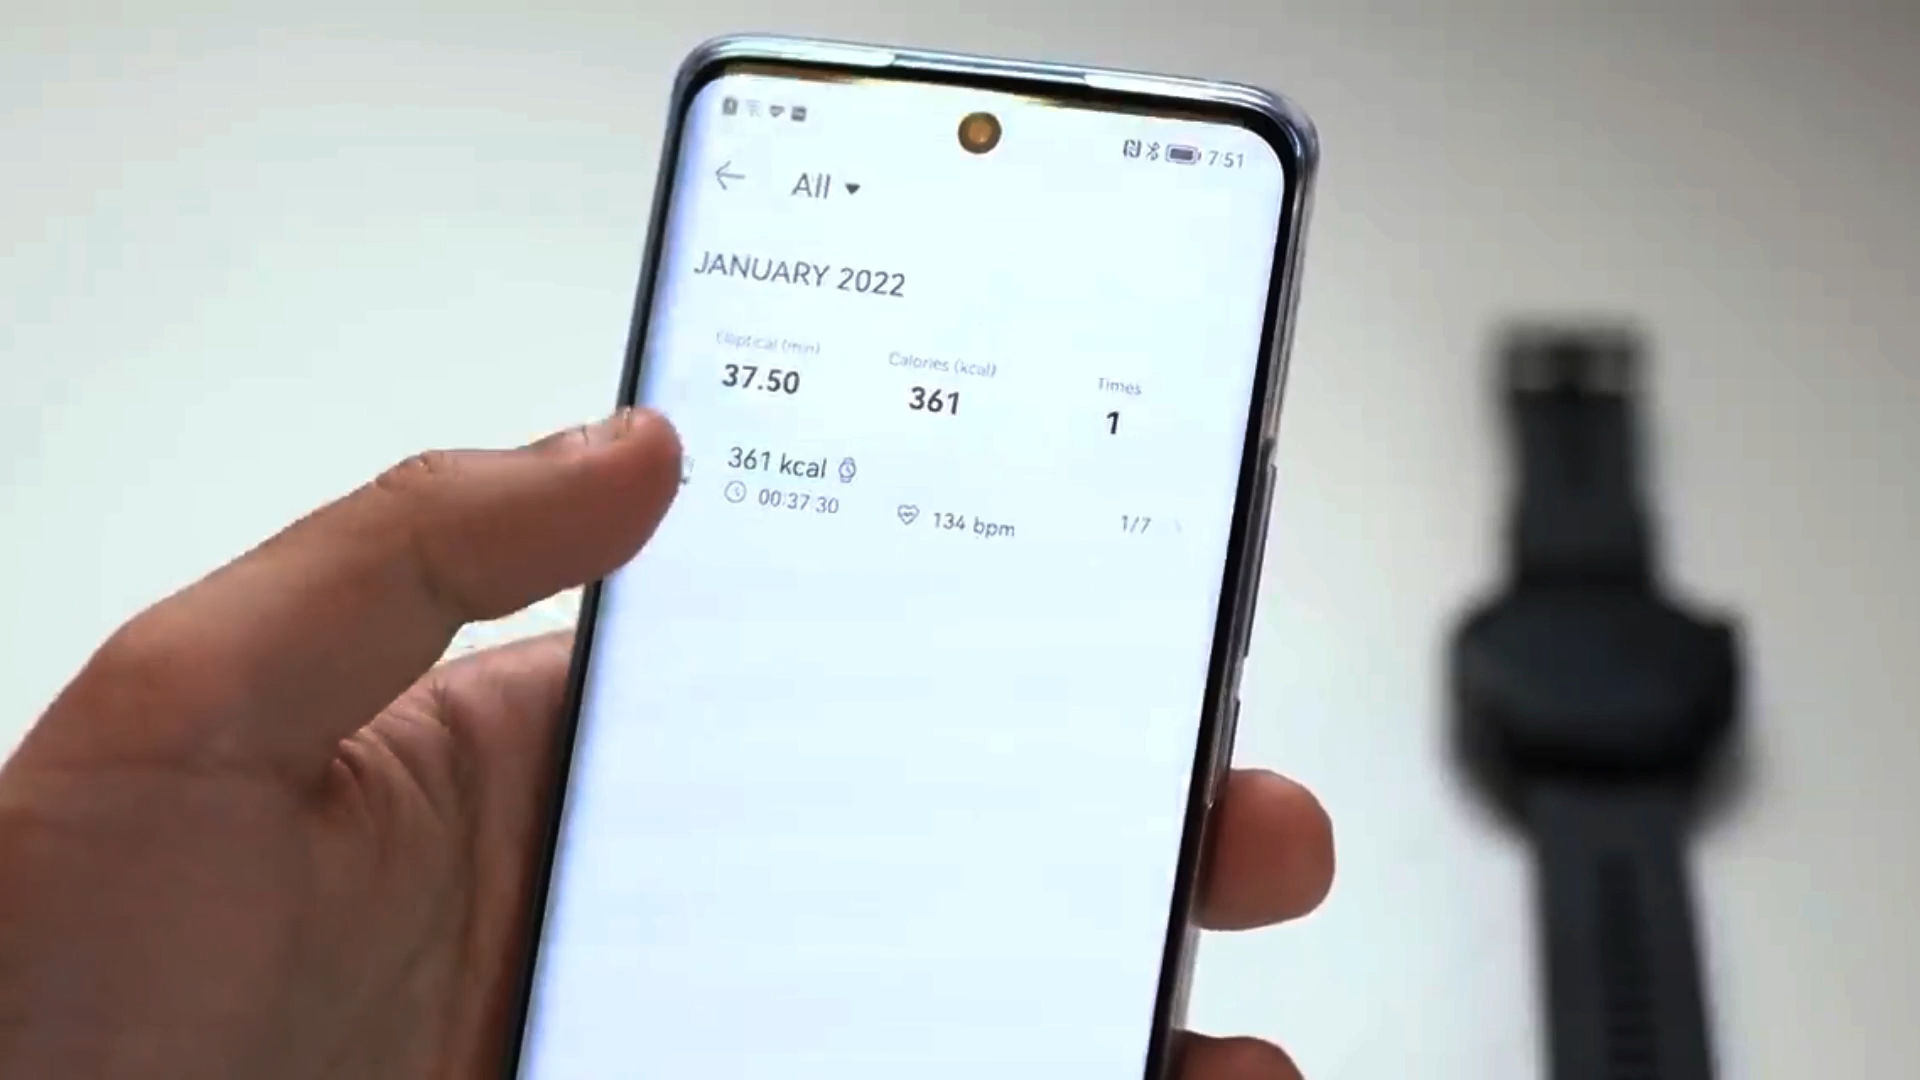 7:51
All
JANUARY 2022
Elliptical (min) Calories (kcal) Times
37.50 361 1
361 kcal
00:37:30 134 bpm 1/7